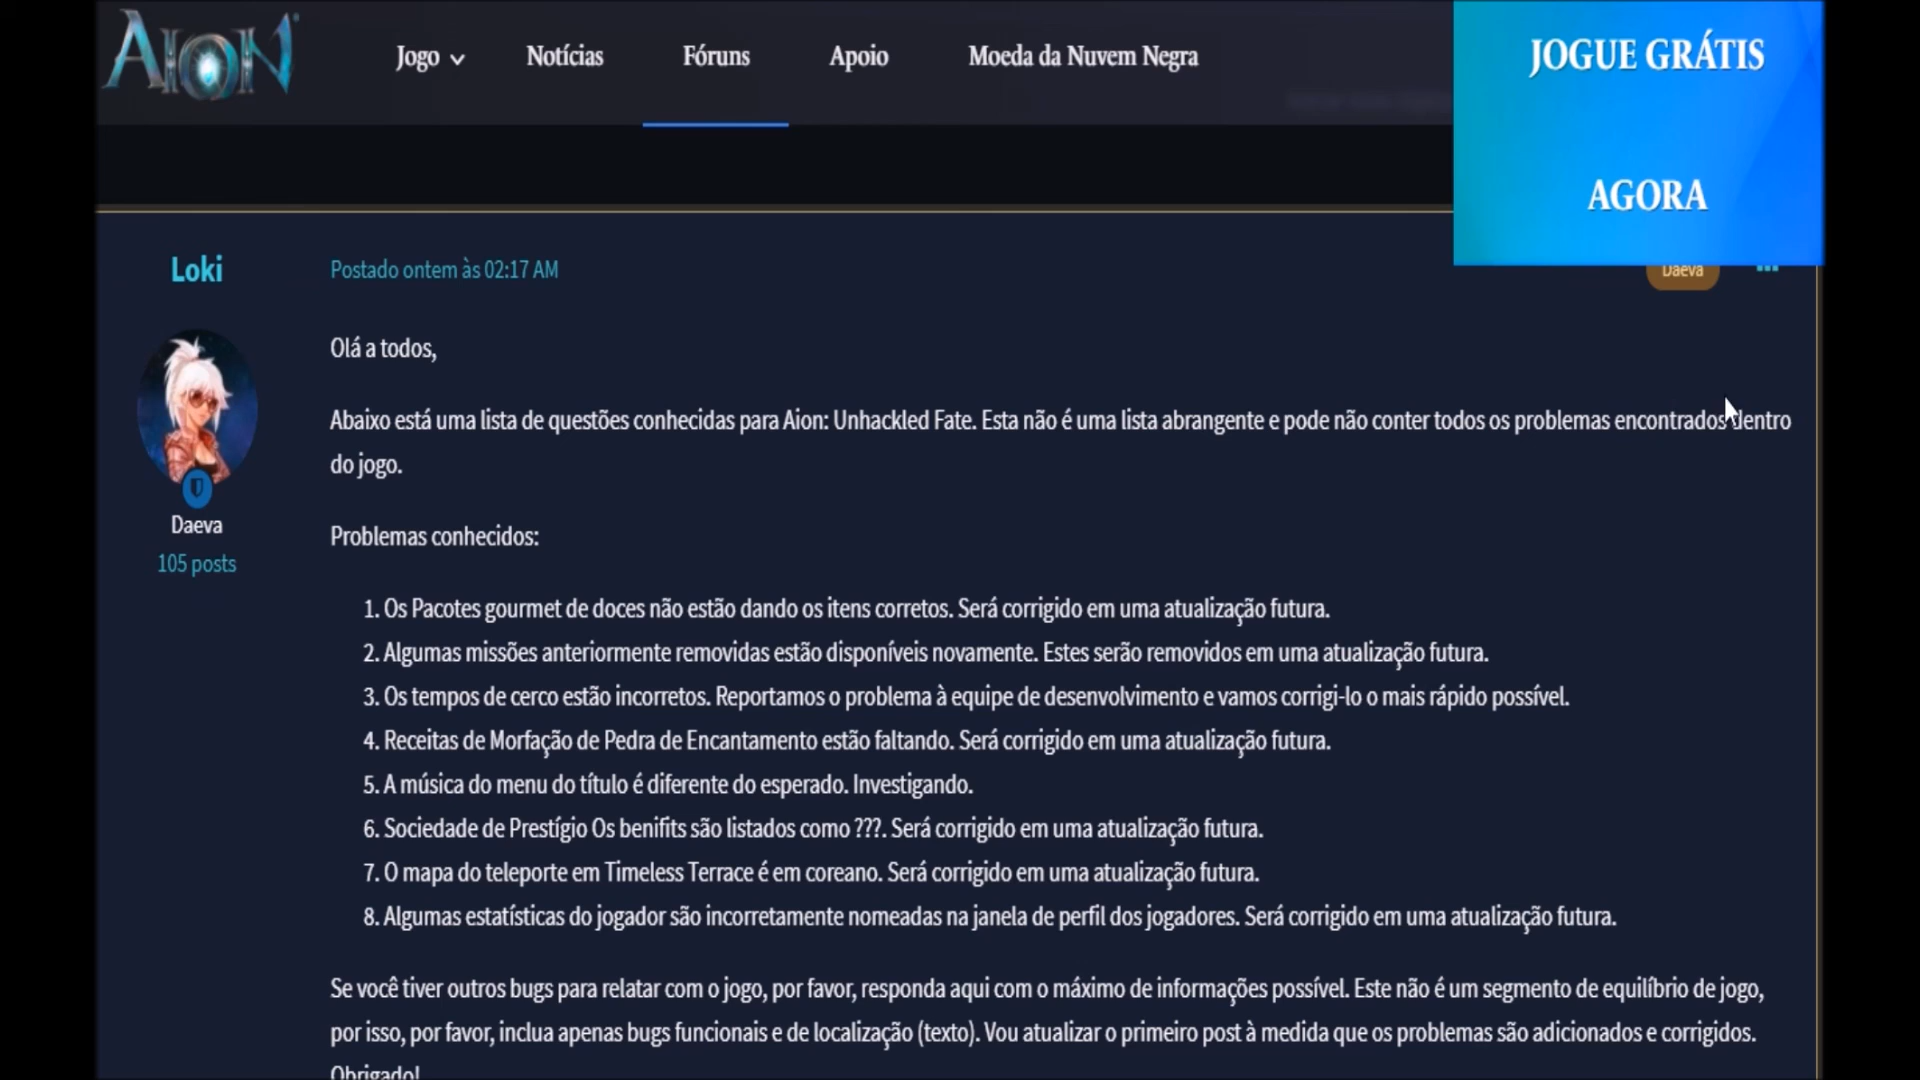 AION
Jogo
Notícias
Fóruns
Apoio
Moeda da Nuvem Negra
JOGUE GRÁTIS
AGORA
Loki
Postado ontem às 02:17 AM
Daeva
Olá a todos,
Abaixo está uma lista de questões conhecidas para Aion: Unhackled Fate. Esta não é uma lista abrangente e pode não conter todos os problemas encontrados dentro
do jogo.
Daeva
105 posts
Problemas conhecidos:
1. Os Pacotes gourmet de doces não estão dando os itens corretos. Será corrigido em uma atualização futura.
2. Algumas missões anteriormente removidas estão disponíveis novamente. Estes serão removidos em uma atualização futura.
3. Os tempos de cerco estão incorretos. Reportamos o problema à equipe de desenvolvimento e vamos corrigi-lo o mais rápido possível.
4. Receitas de Morfação de Pedra de Encantamento estão faltando. Será corrigido em uma atualização futura.
5. A música do menu do título é diferente do esperado. Investigando.
6. Sociedade de Prestígio Os benifits são listados como ???. Será corrigido em uma atualização futura.
7. O mapa do teleporte em Timeless Terrace é em coreano. Será corrigido em uma atualização futura.
8. Algumas estatísticas do jogador são incorretamente nomeadas na janela de perfil dos jogadores. Será corrigido em uma atualização futura.
Se você tiver outros bugs para relatar com o jogo, por favor, responda aqui com o máximo de informações possível. Este não é um segmento de equilíbrio de jogo,
por isso, por favor, inclua apenas bugs funcionais e de localização (texto). Vou atualizar o primeiro post à medida que os problemas são adicionados e corrigidos.
Obrigado!